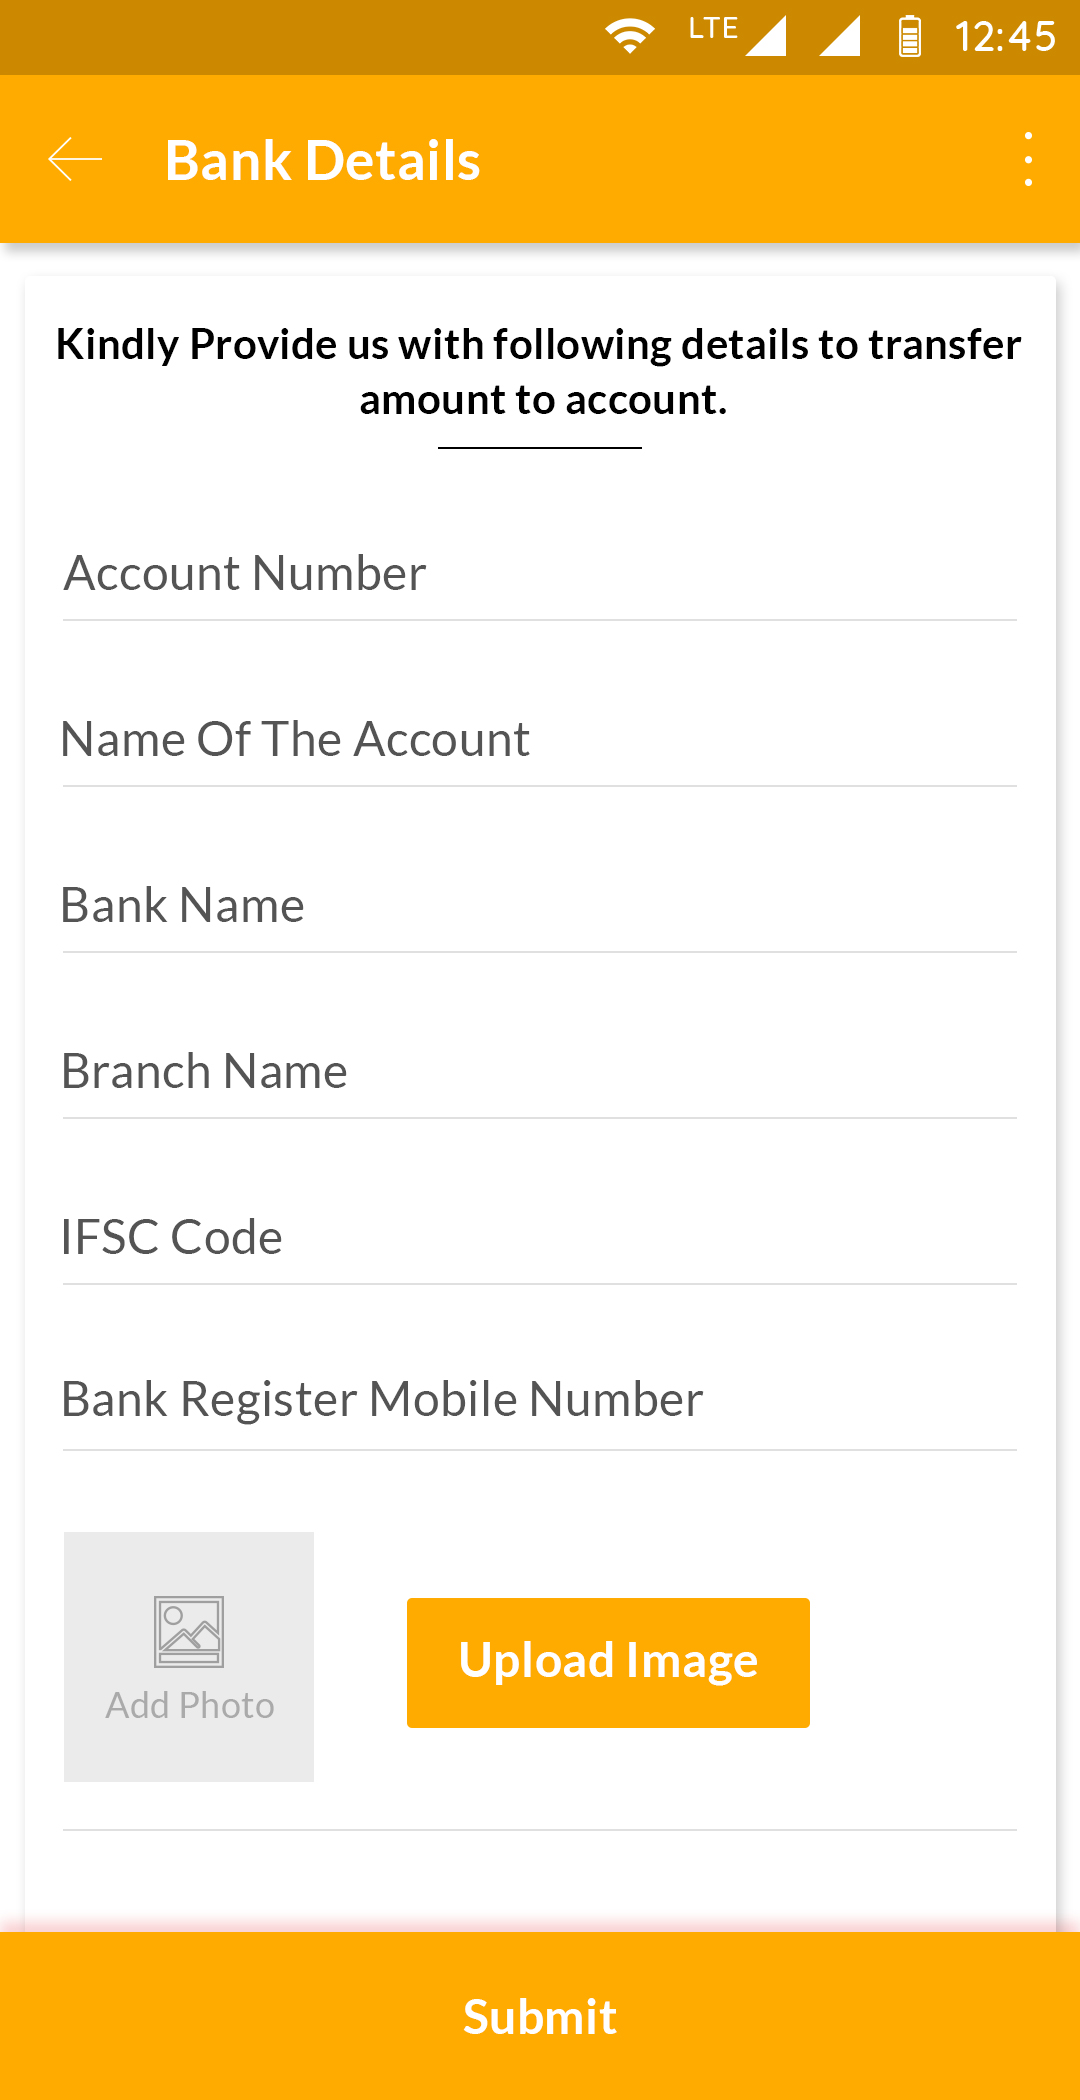 LTE 12:45
Bank Details
Kindly Provide us with following details to transfer
amount to account.
Account Number
Name Of The Account
Bank Name
Branch Name
IFSC Code
Bank Register Mobile Number
Add Photo
Upload Image
Submit